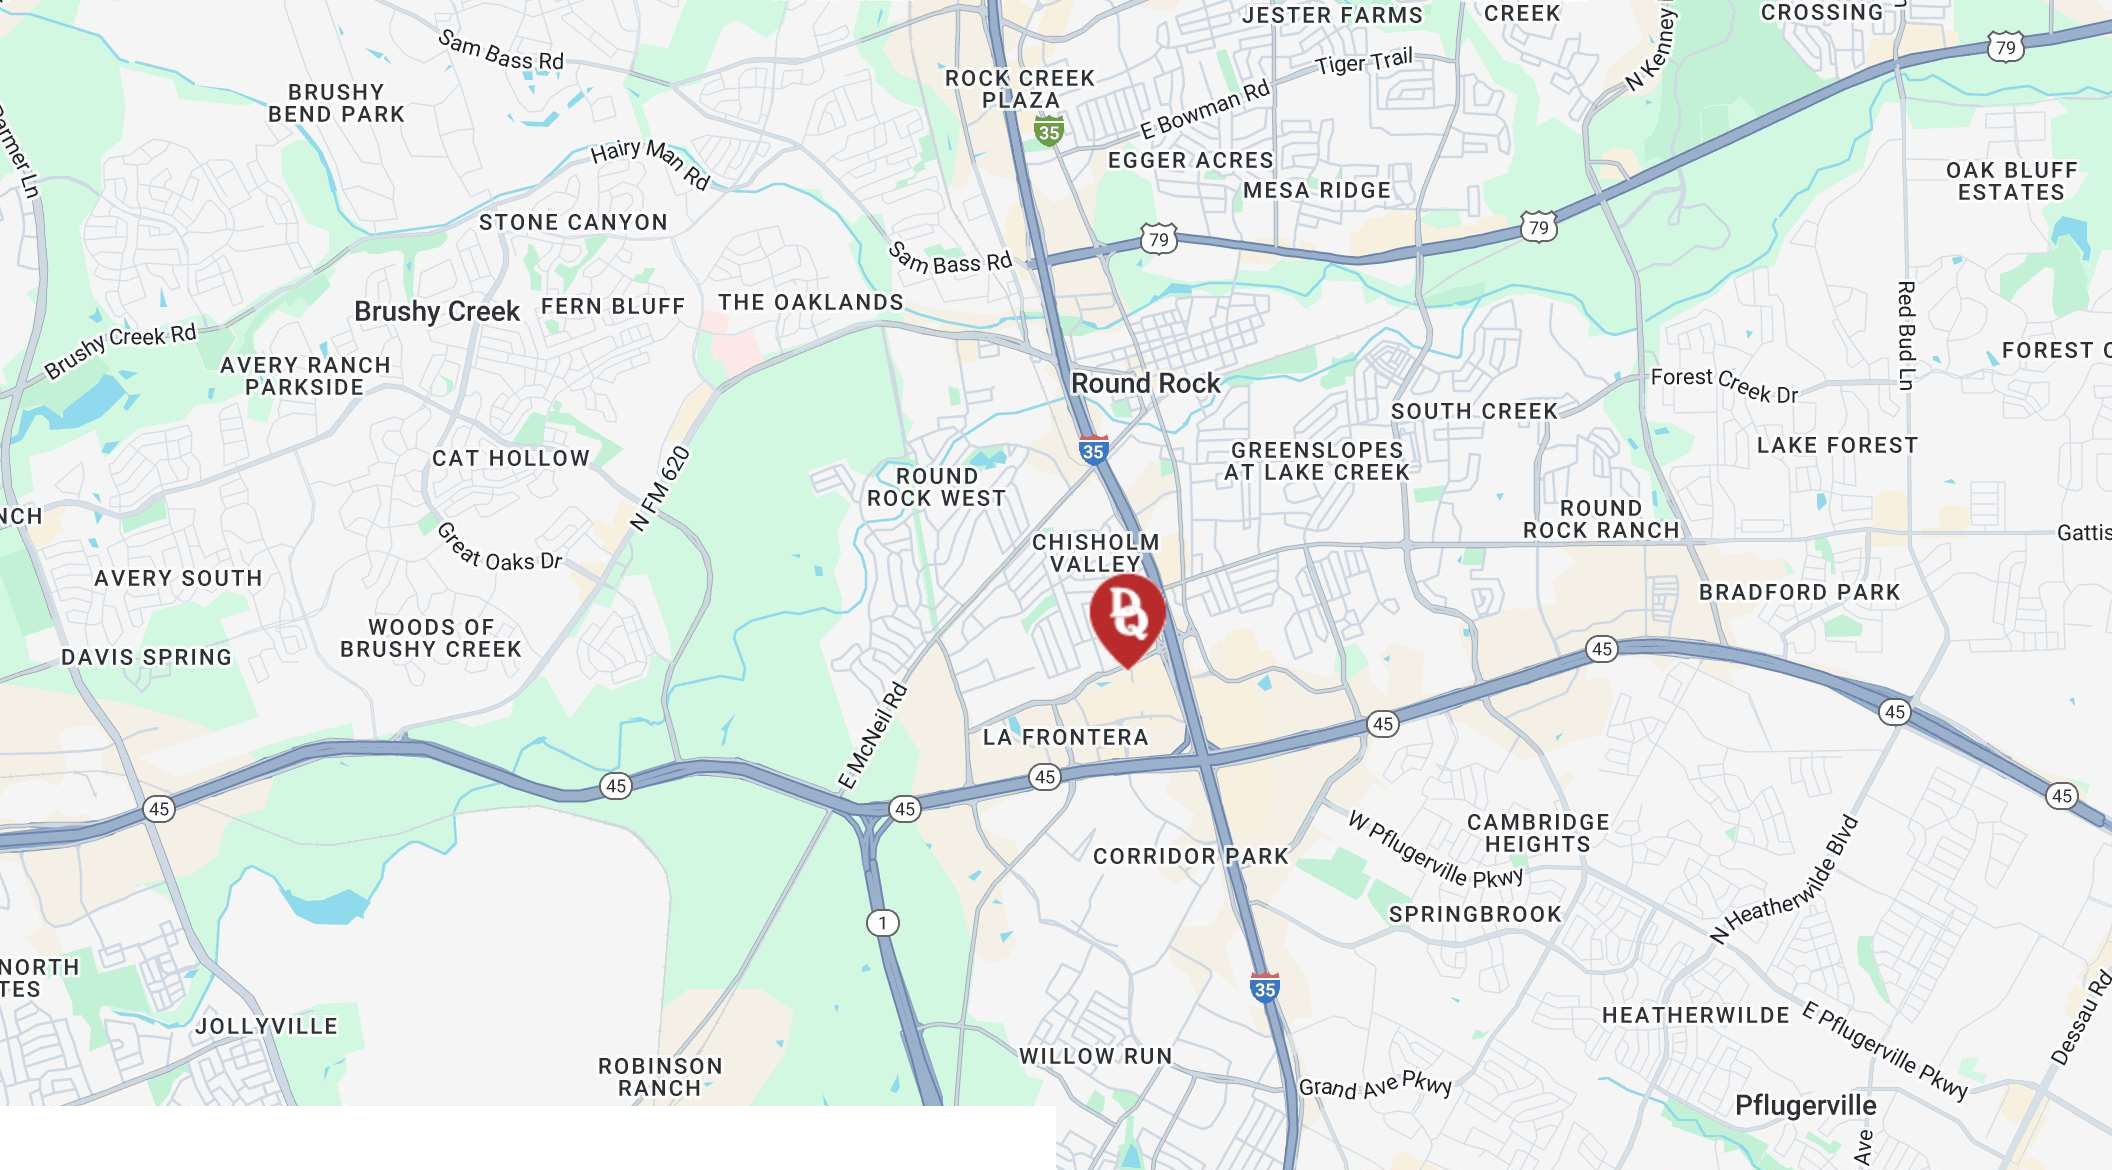 JESTER FARMS
CREEK
CROSSING
N Kenney
79
Sam Bass Rd
Tiger Trail
ROCK CREEK
PLAZA
BRUSHY
BEND PARK
E Bowman Rd
35
Hairy Man Rd
EGGER ACRES
MESA RIDGE
OAK BLUFF
ESTATES
armer Ln
STONE CANYON
79
79
Sam Bass Rd
Brushy Creek
FERN BLUFF
THE OAKLANDS
Red Bud Ln
Brushy Creek Rd
AVERY RANCH
PARKSIDE
FOREST C
Round Rock
Forest Creek Dr
SOUTH CREEK
LAKE FOREST
35
CAT HOLLOW
N FM 620
ROUND
ROCK WEST
GREENSLOPES
AT LAKE CREEK
NCH
ROUND
ROCK RANCH
Gattis
Great Oaks Dr
CHISHOLM
VALLEY
AVERY SOUTH
BRADFORD PARK
DQ
WOODS OF
BRUSHY CREEK
DAVIS SPRING
45
E McNeil Rd
45
45
LA FRONTERA
45
45
45
45
45
W Pflugerville Pkwy
CAMBRIDGE
HEIGHTS
N Heatherwilde Blvd
CORRIDOR PARK
1
SPRINGBROOK
NORTH
TES
35
JOLLYVILLE
HEATHERWILDE
E Pflugerville Pkwy
Dessau Rd
ROBINSON
RANCH
WILLOW RUN
Grand Ave Pkwy
Pflugerville
Ave